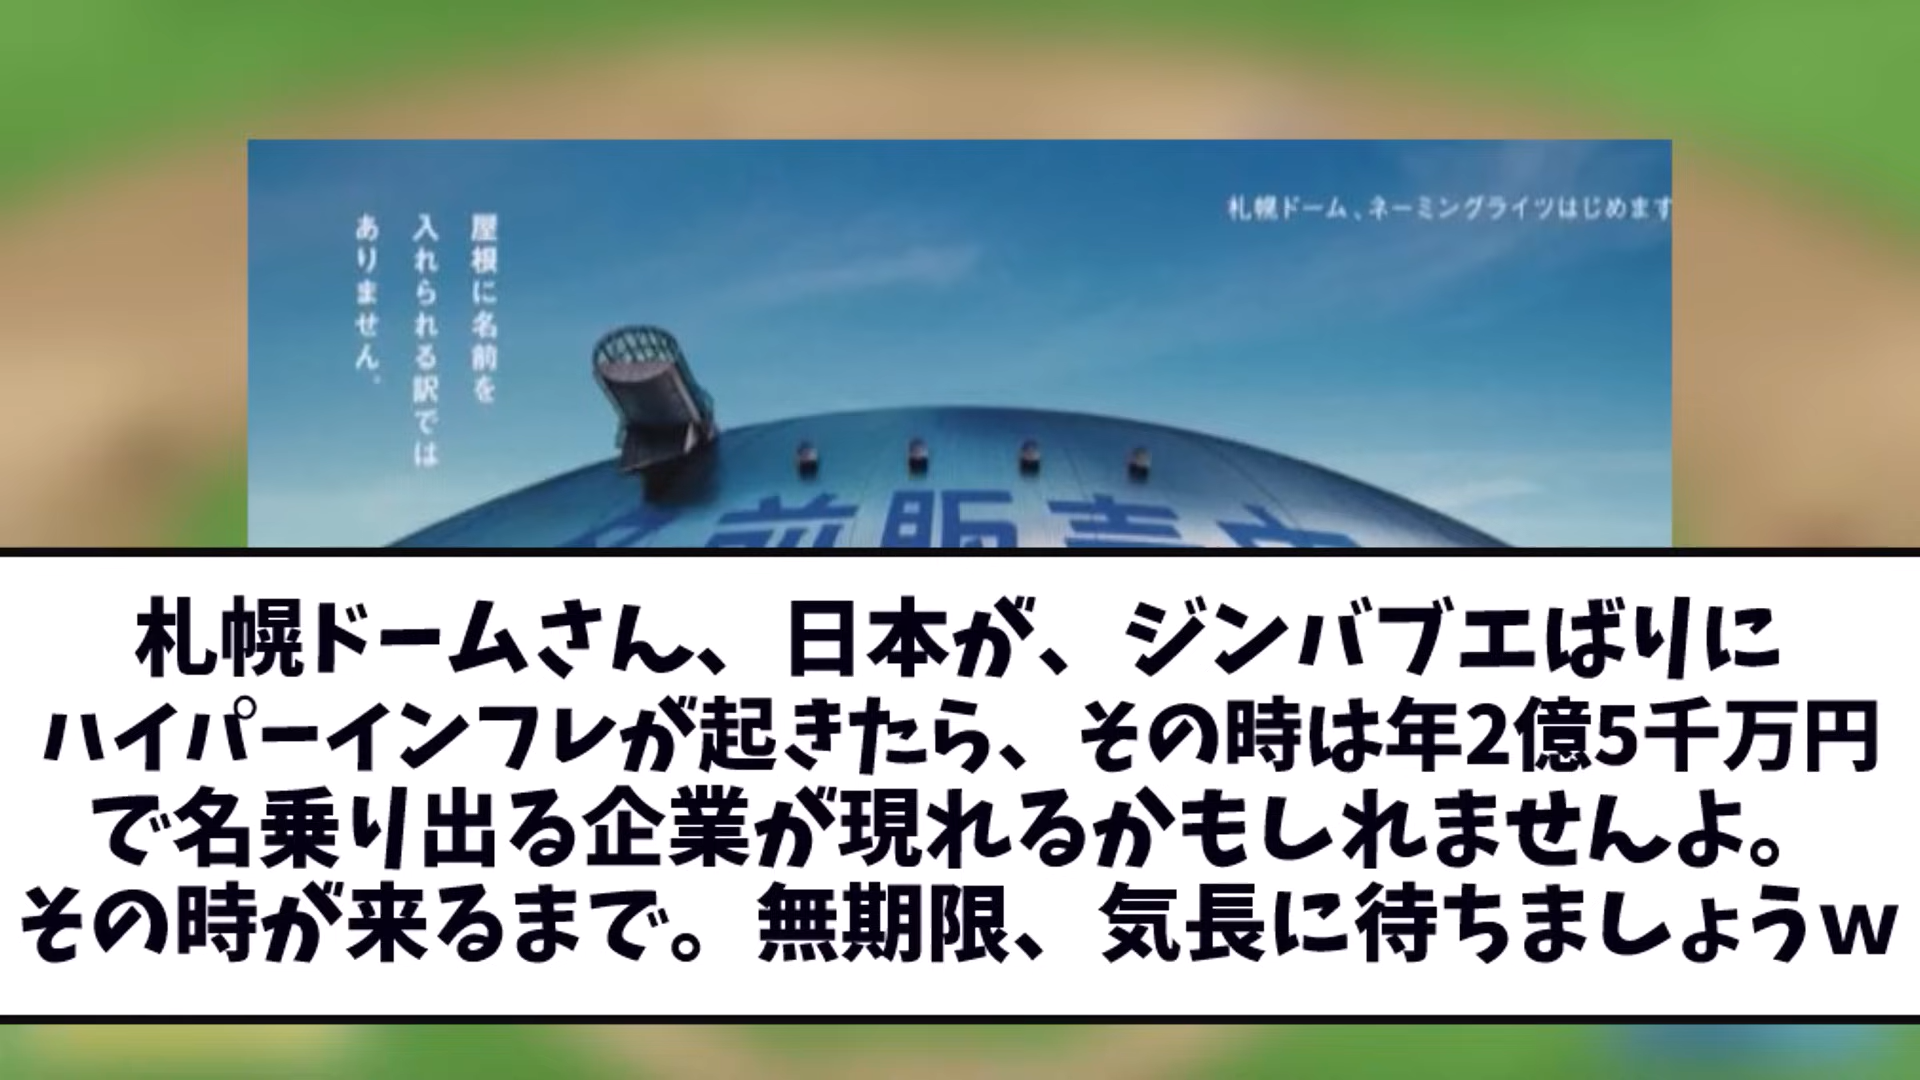 札幌ドーム、ネーミングライツはじめます
屋根に名前を
入れられる訳では
ありません。
前販売中
札幌ドームさん、日本が、ジンバブエばりに
ハイパーインフレが起きたら、その時は年2億5千万円
で名乗り出る企業が現れるかもしれませんよ。
その時が来るまで。無期限、気長に待ちましょうw